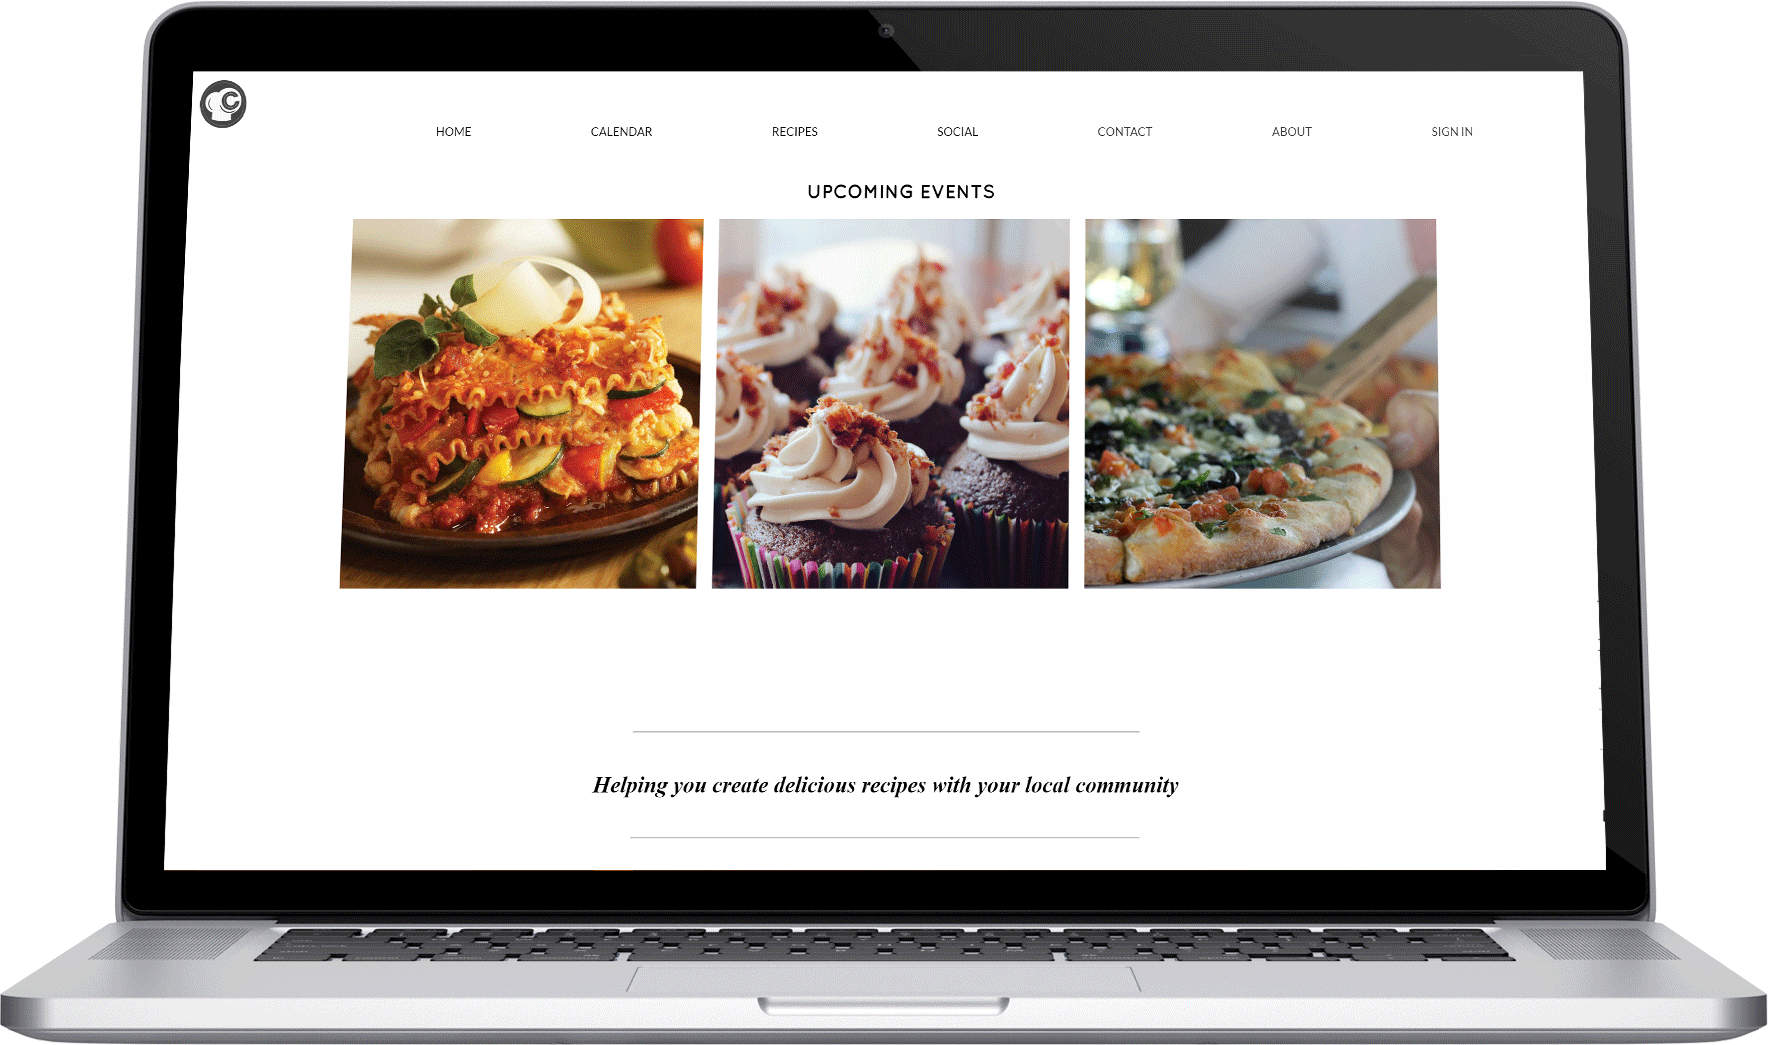 C
HOME CALENDAR RECIPES SOCIAL CONTACT ABOUT SIGN IN
UPCOMING EVENTS
Helping you create delicious recipes with your local community